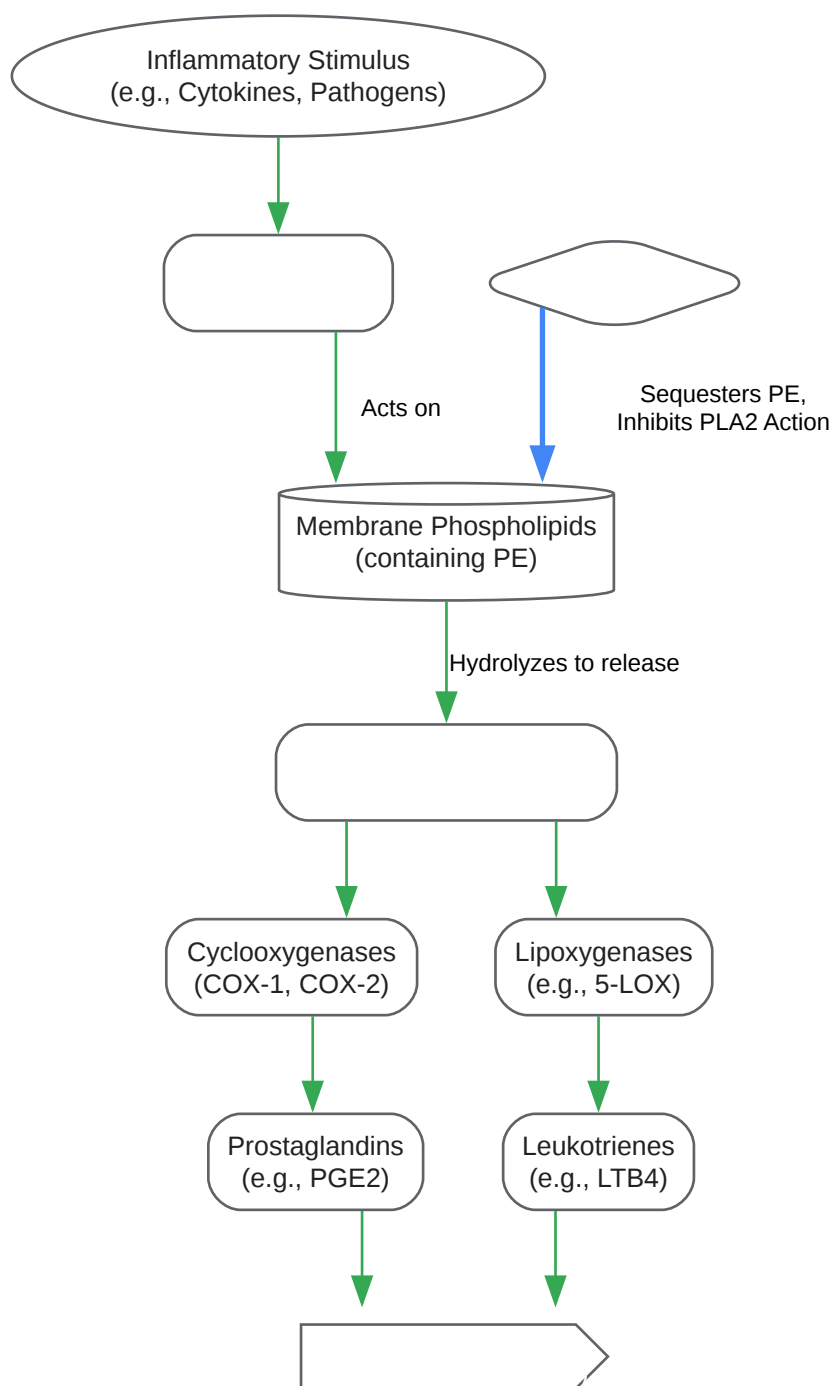 Inflammatory Stimulus
(e.g., Cytokines, Pathogens)
Acts on
Sequesters PE,
Inhibits PLA2 Action
Membrane Phospholipids
(containing PE)
Hydrolyzes to release
Cyclooxygenases
(COX-1, COX-2)
Lipoxygenases
(e.g., 5-LOX)
Prostaglandins
(e.g., PGE2)
Leukotrienes
(e.g., LTB4)